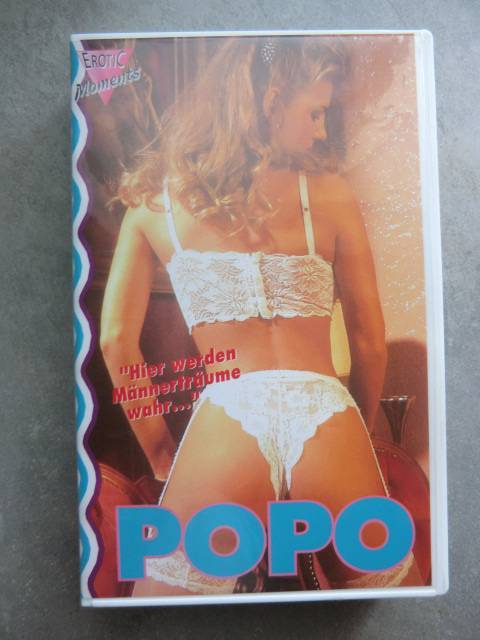 EROTIC
Moments
"Hier werden
Männerträume
wahr..."
POPO